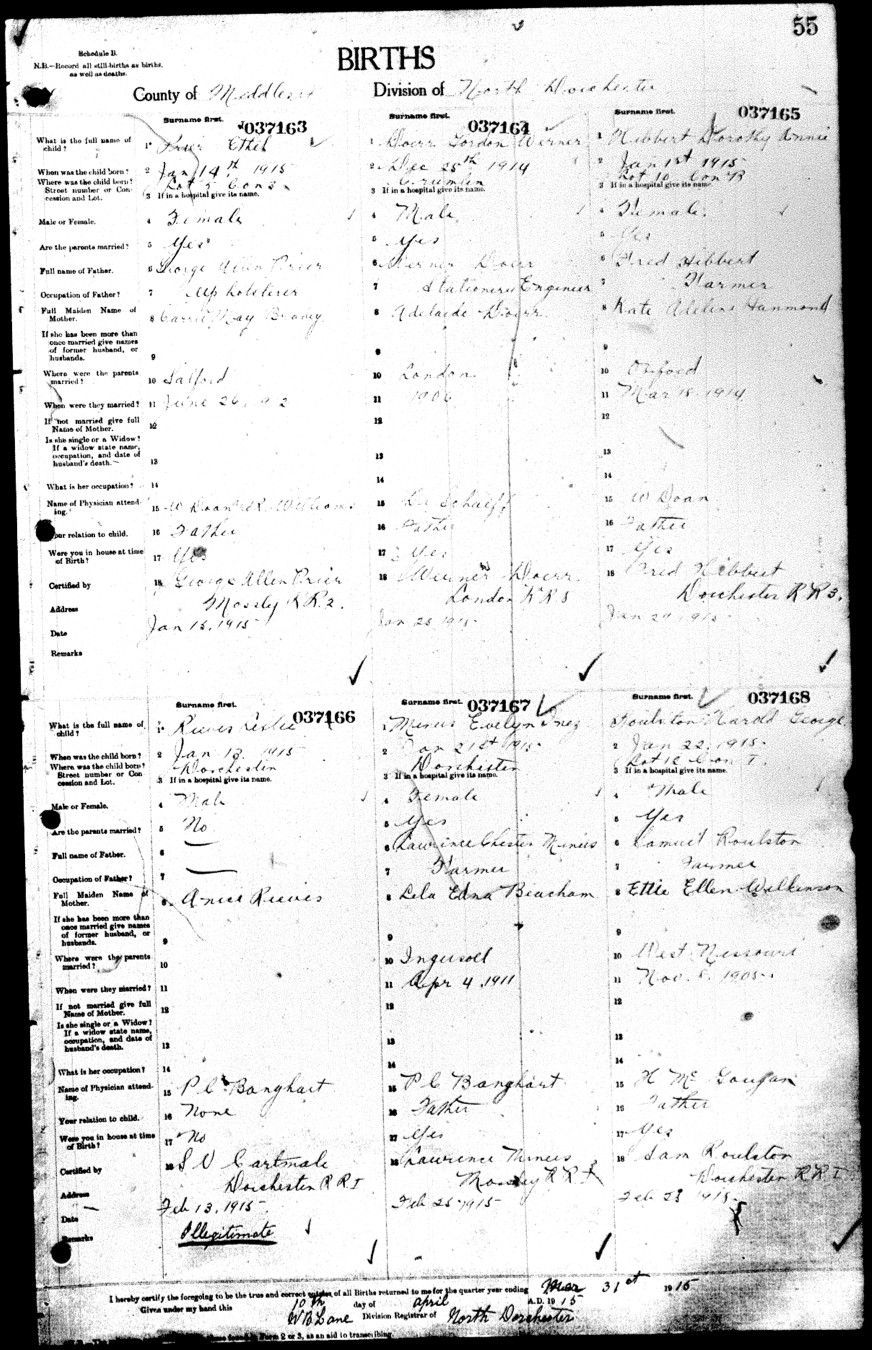 55
Schedule B.
N.B.—Record all still-births as births,
as well as deaths.
BIRTHS
County of Middlesex Division of North Dorchester
Surname first. Surname first. Surname first.
037163 037164 037165
What is the full name of child? 1 Prier Ethel 1 Doerr Gordon Werner 1 Hibbert Dorothy Annie
When was the child born? 2 Jan 14th 1915 2 Dec 25th 1914 2 Jan 1st 1915
Where was the child born? Street number or Concession and Lot. Lot 5 Con 2 Crumlin Lot 10 Con B
3 If in a hospital give its name. 3 If in a hospital give its name. 3 If in a hospital give its name.
Male or Female. 4 Female 4 Male 4 Female
Are the parents married? 5 Yes 5 Yes 5 Yes
Full name of Father. 6 George Allen Prier 6 Werner Doerr 6 Fred Hibbert
Occupation of Father? 7 Upholsterer 7 Stationery Engineer 7 Farmer
Full Maiden Name of Mother. 8 Carrie May 8 Adelaide Doerr 8 Kate Adelins Hammond
If she has been more than once married give names of former husband, or husbands. 9 9 9
Where were the parents married? 10 Salford 10 London 10 Oxford
When were they married? 11 June 26 11 1906 11 Mar 18 1914
If not married give full Name of Mother. 12 12 12
Is she single or a Widow? If a widow state name, occupation, and date of husband's death. 13 13 13
What is her occupation? 14 14 14
Name of Physician attending. 15 W Doan & R Williams 15 15 W Doan
Your relation to child. 16 Father 16 Father 16 Father
Were you in house at time of Birth? 17 Yes 17 Yes 17 Yes
Certified by 18 George Allen Prier 18 Werner Doerr 18 Fred Hibbert
Address Mossly R R 2. London R R 8 Dorchester R R 3.
Date Jan 15, 1915 Jan 25 1915 Jan 29, 1915
Remarks
Surname first. Surname first. Surname first.
037166 037167 037168
What is the full name of child? 1 Reeves Leslie 1 Minus Evelyn Inez 1 Roulston Harold George
When was the child born? 2 Jan 13, 1915 2 Jan 21st 1915 2 Jan 22, 1915
Where was the child born? Street number or Concession and Lot. Dorchester Dorchester Lot 12 Con I
3 If in a hospital give its name. 3 If in a hospital give its name. 3 If in a hospital give its name.
Male or Female. 4 Male 4 Female 4 Male
Are the parents married? 5 No 5 Yes 5 Yes
Full name of Father. 6 — 6 Lawrince Chester Minus 6 Samuel Roulston
Occupation of Father? 7 — 7 Farmer 7 Farmer
Full Maiden Name of Mother. 8 Reeves 8 Lela Edna Beacham 8 Ettie Ellen Wilkinson
If she has been more than once married give names of former husband, or husbands. 9 9
Where were the parents married? 10 10 Ingersoll 10 West Nissouri
When were they married? 11 11 Apr 4, 1911 11 Nov. 8, 1905
If not married give full Name of Mother. 12 12 12
Is she single or a Widow? If a widow state name, occupation, and date of husband's death. 13 13 13
What is her occupation? 14 14 14
Name of Physician attending. 15 P C Banghart 15 P C Banghart 15 H Mc Gougan
Your relation to child. 16 None 16 Father 16 Father
Were you in house at time of Birth? 17 No 17 Yes 17 Yes
Certified by 18 S V Cartmale 18 Lawrence Minus 18 Sam Roulston
Address Dorchester R R I Mossley R R I Dorchester R R I
Date Feb 13, 1915 Feb 25 1915 Feb 23 1915
Remarks Illegitimate
I hereby certify the foregoing to be the true and correct entries of all Births returned to me for the quarter year ending Mar 31st 1915
Given under my hand this 10th day of April A.D. 1915
W B Lane Division Registrar of North Dorchester
Form 2 or 3, as an aid to transcribing.